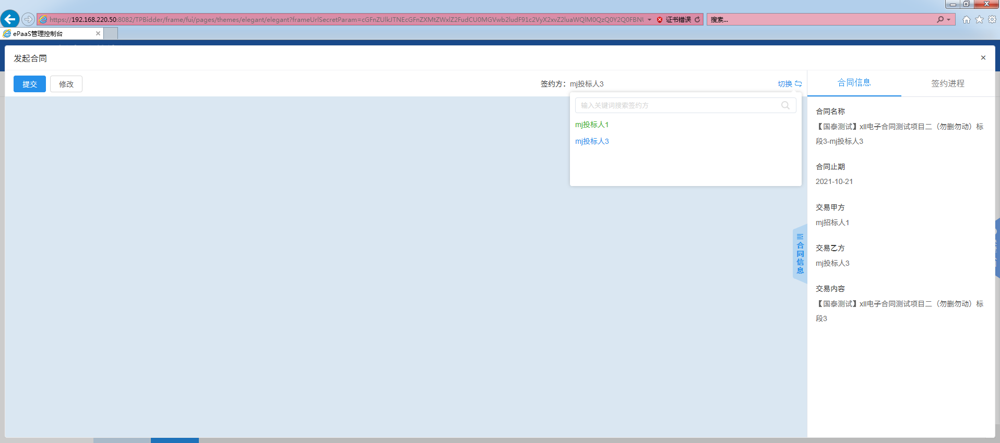 https://192.168.220.50:8082/TPBidder/frame/fui/pages/themes/elegant/elegant?frameUrlSecretParam=
证书错误
搜索...
ePaaS管理控制台
发起合同
提交
修改
签约方：mj投标人3
切换
合同信息
签约进程
输入关键词搜索签约方
mj投标人1
mj投标人3
合同名称
【国泰测试】xll电子合同测试项目二（勿删勿动）标
段3-mj投标人3
合同止期
2021-10-21
交易甲方
mj招标人1
交易乙方
mj投标人3
交易内容
【国泰测试】xll电子合同测试项目二（勿删勿动）标
段3
合同信息